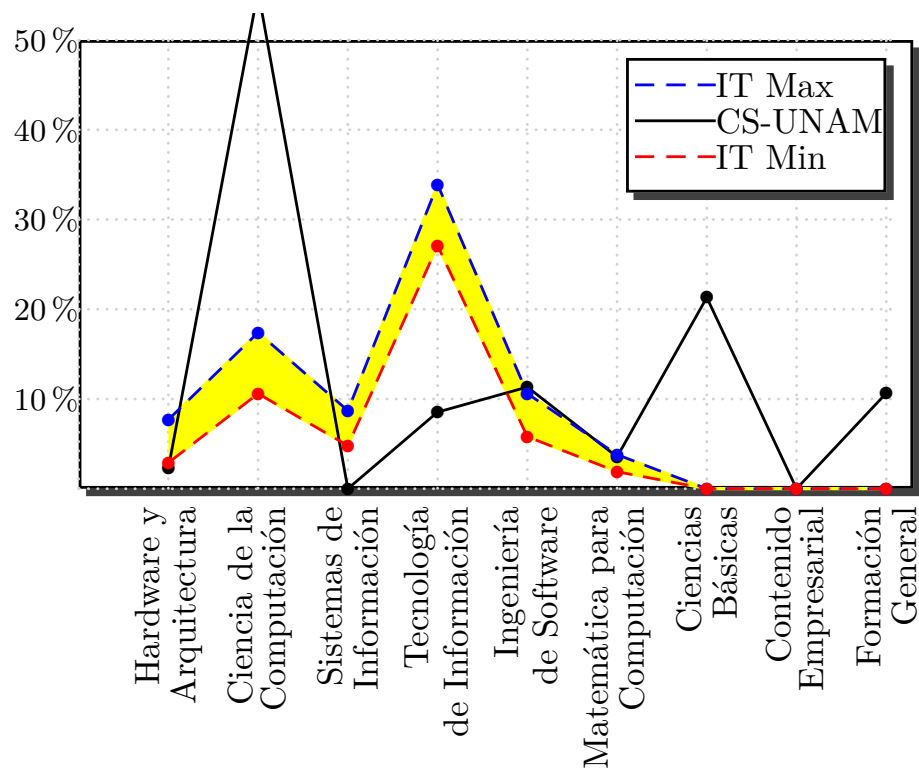 50 %
40 %
30 %
20 %
10 %
IT Max
CS-UNAM
IT Min
Hardware y
Arquitectura
Ciencia de la
Computación
Sistemas de
Información
Tecnología
de Información
Ingeniería
de Software
Matemática para
Computación
Ciencias
Básicas
Contenido
Empresarial
Formación
General